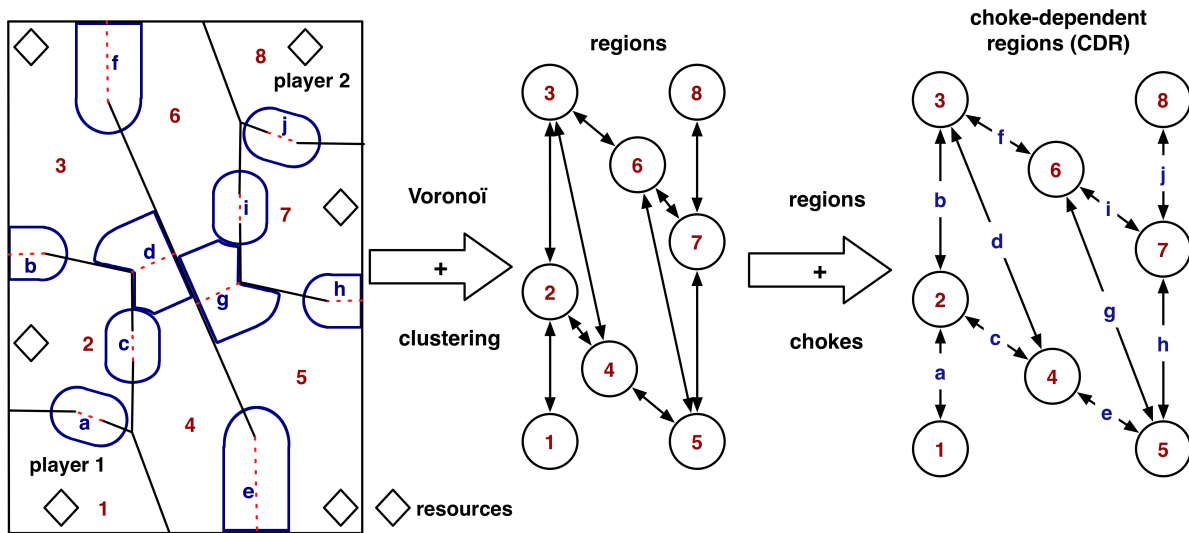 f
8
player 2
6
j
3
i
7
b
d
g
h
2
c
5
a
4
player 1
e
1
resources
Voronoï
+
clustering
regions
3
8
6
7
2
4
1
5
regions
+
chokes
choke-dependent
regions (CDR)
3
8
f
6
j
b
i
d
7
2
g
c
h
a
4
e
1
5